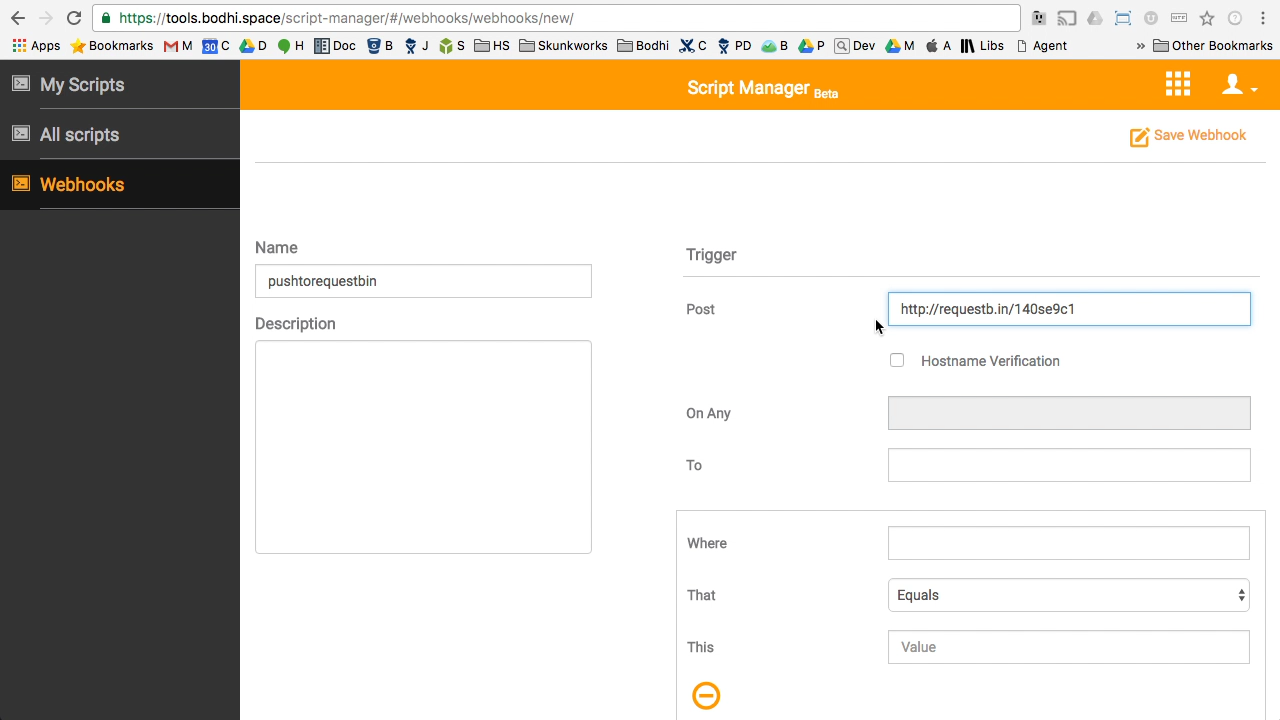 https://tools.bodhi.space/script-manager/#/webhooks/webhooks/new/
Apps Bookmarks M 30 C D H Doc B J S HS Skunkworks Bodhi C PD B P Dev M A Libs Agent » Other Bookmarks
My Scripts
All scripts
Webhooks
Script Manager Beta
Save Webhook
Name
pushtorequestbin
Description
Trigger
Post http://requestb.in/140se9c1
Hostname Verification
On Any
To
Where
That Equals
This Value